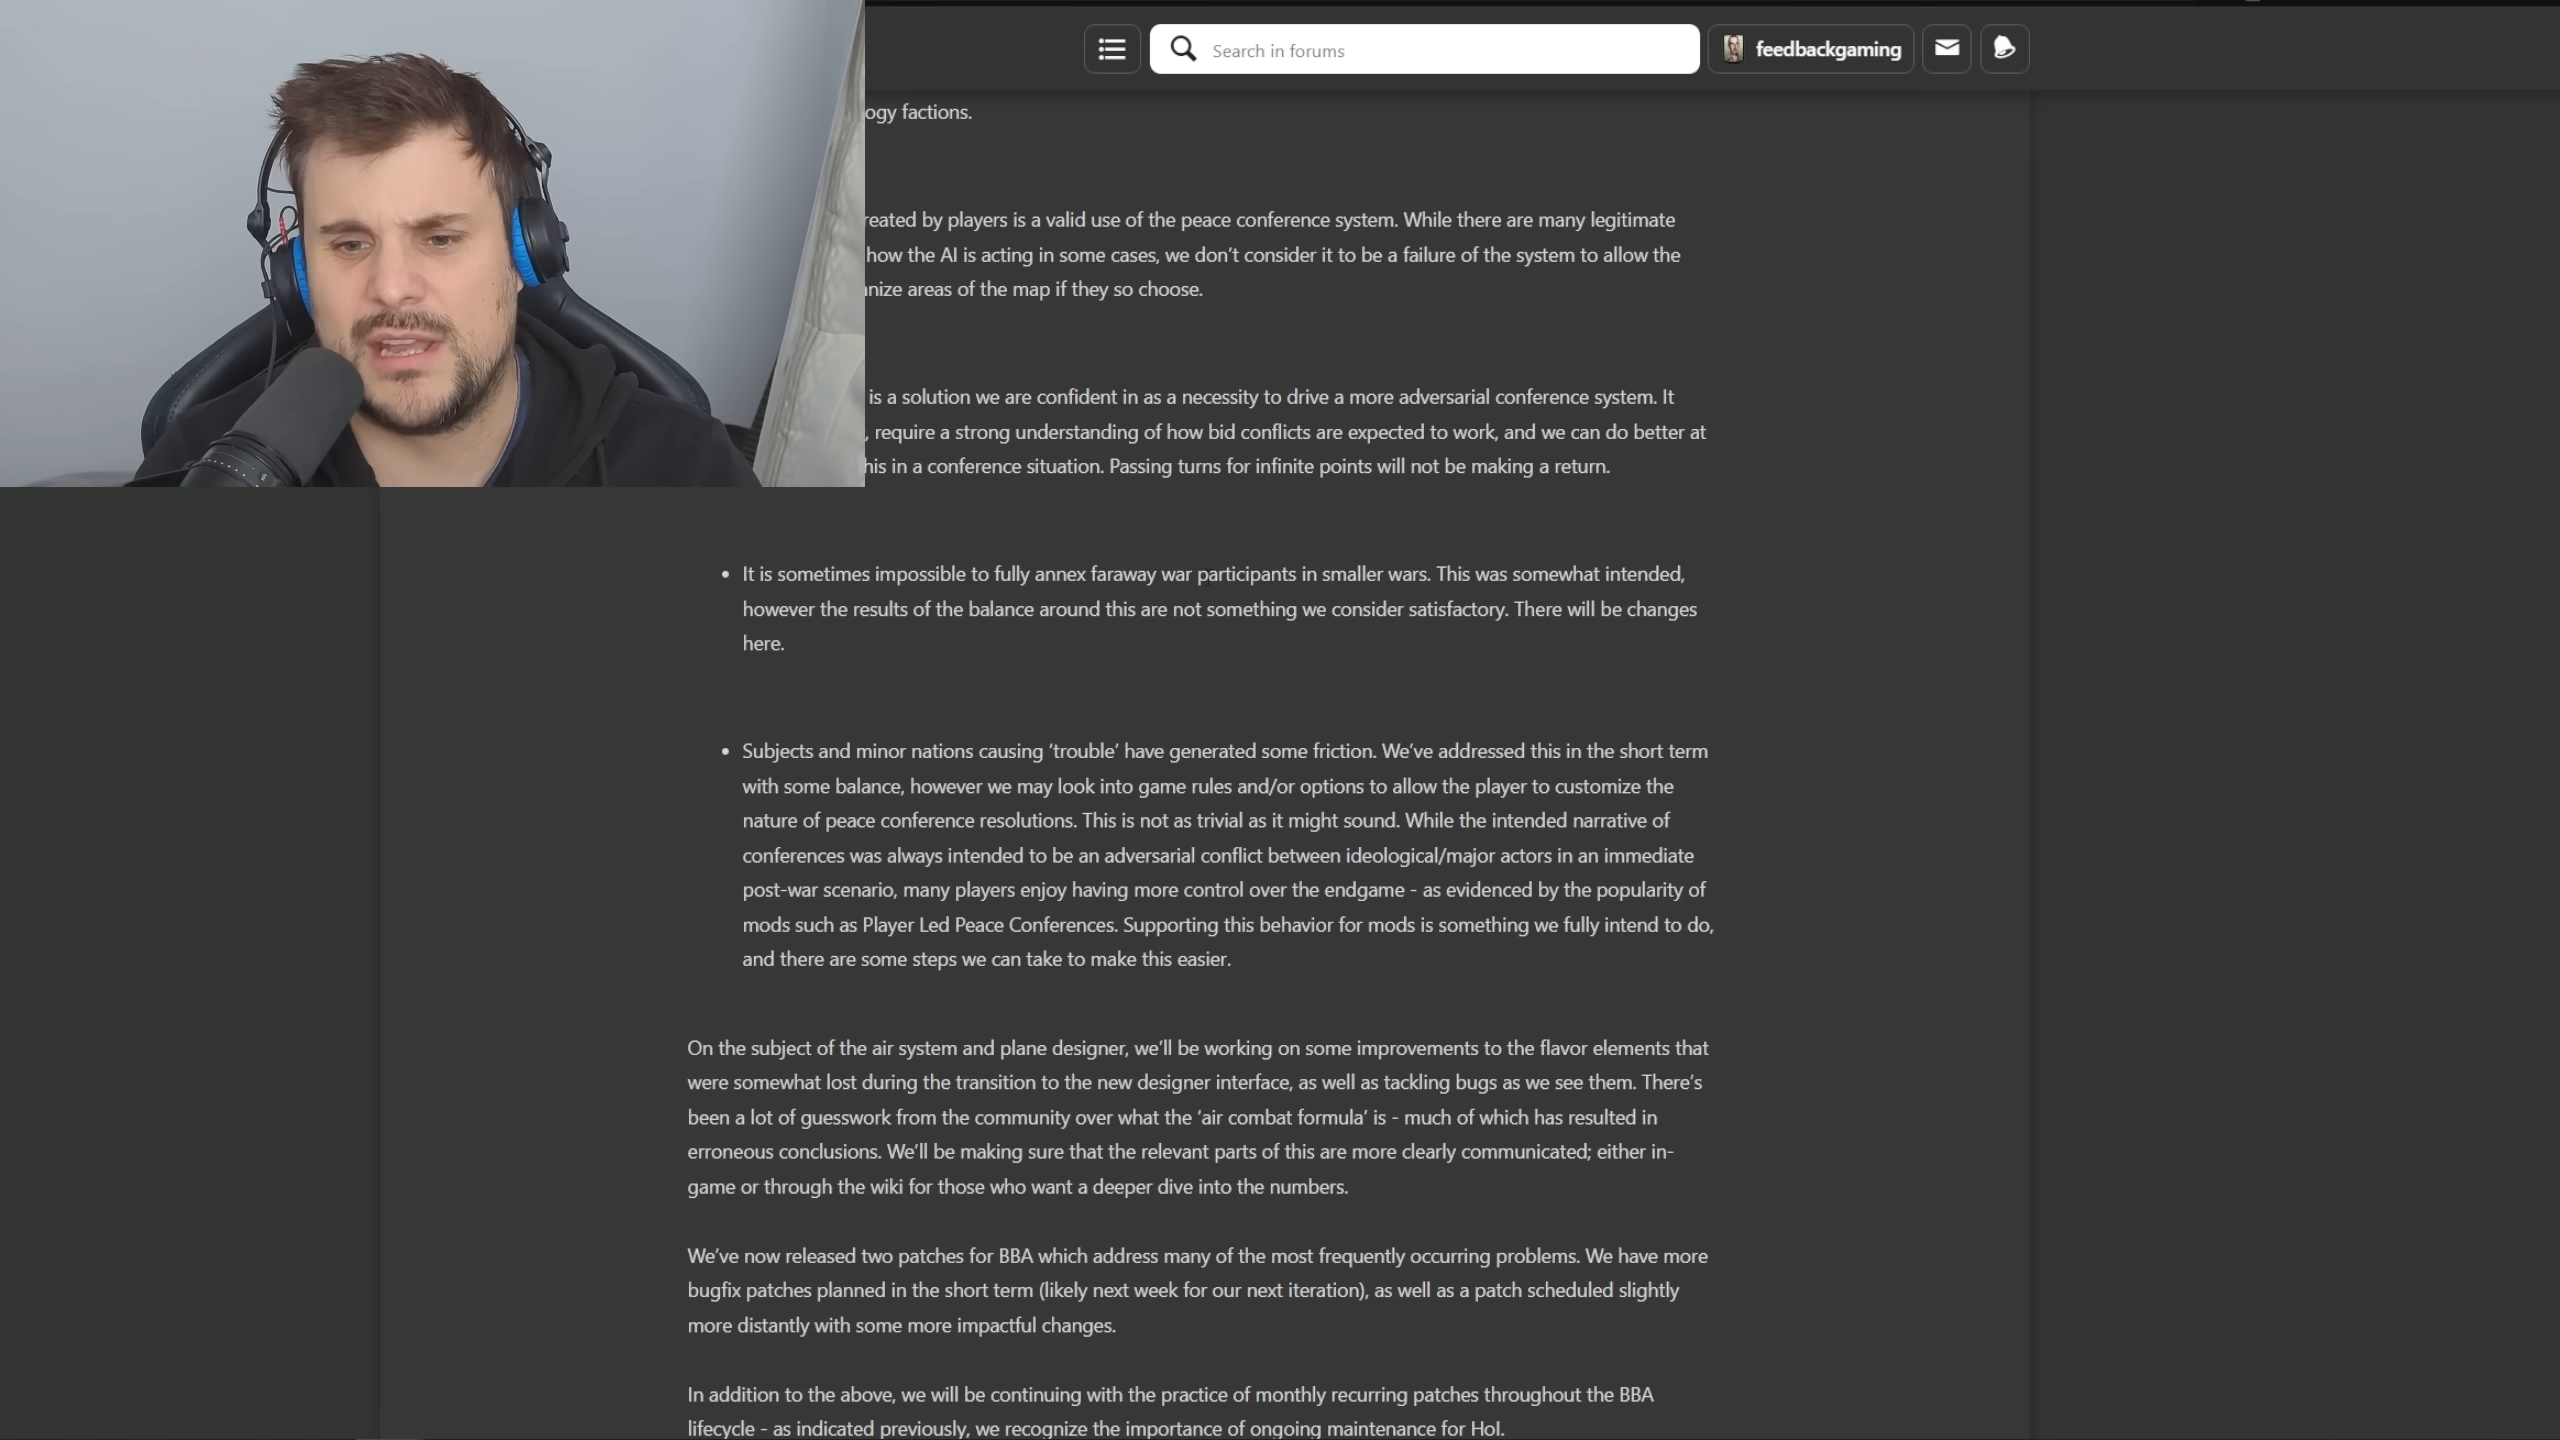 Search in forums
feedbackgaming
ogy factions.
created by players is a valid use of the peace conference system. While there are many legitimate
how the AI is acting in some cases, we don't consider it to be a failure of the system to allow the
areas of the map if they so choose.
is a solution we are confident in as a necessity to drive a more adversarial conference system. It
, require a strong understanding of how bid conflicts are expected to work, and we can do better at
this in a conference situation. Passing turns for infinite points will not be making a return.
• It is sometimes impossible to fully annex faraway war participants in smaller wars. This was somewhat intended,
however the results of the balance around this are not something we consider satisfactory. There will be changes
here.
• Subjects and minor nations causing ‘trouble’ have generated some friction. We’ve addressed this in the short term
with some balance, however we may look into game rules and/or options to allow the player to customize the
nature of peace conference resolutions. This is not as trivial as it might sound. While the intended narrative of
conferences was always intended to be an adversarial conflict between ideological/major actors in an immediate
post-war scenario, many players enjoy having more control over the endgame - as evidenced by the popularity of
mods such as Player Led Peace Conferences. Supporting this behavior for mods is something we fully intend to do,
and there are some steps we can take to make this easier.
On the subject of the air system and plane designer, we’ll be working on some improvements to the flavor elements that
were somewhat lost during the transition to the new designer interface, as well as tackling bugs as we see them. There’s
been a lot of guesswork from the community over what the ‘air combat formula’ is - much of which has resulted in
erroneous conclusions. We’ll be making sure that the relevant parts of this are more clearly communicated; either in-
game or through the wiki for those who want a deeper dive into the numbers.
We’ve now released two patches for BBA which address many of the most frequently occurring problems. We have more
bugfix patches planned in the short term (likely next week for our next iteration), as well as a patch scheduled slightly
more distantly with some more impactful changes.
In addition to the above, we will be continuing with the practice of monthly recurring patches throughout the BBA
lifecycle - as indicated previously, we recognize the importance of ongoing maintenance for HoI.